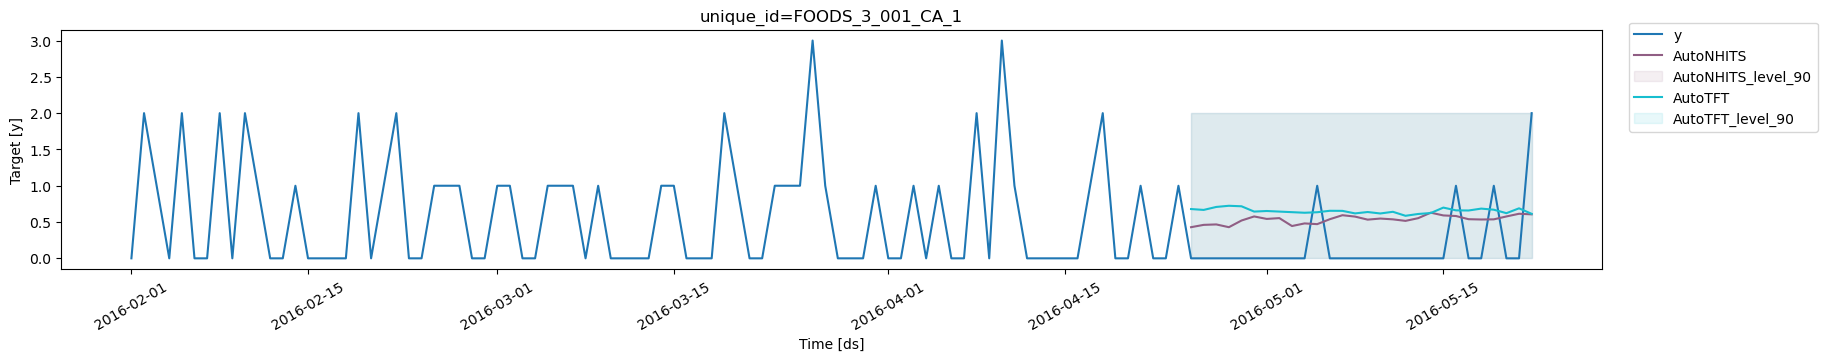 unique_id=FOODS_3_001_CA_1
Target [y]
3.0
2.5
2.0
1.5
1.0
0.5
0.0
2016-02-01
2016-02-15
2016-03-01
2016-03-15
2016-04-01
2016-04-15
2016-05-01
2016-05-15
Time [ds]
y
AutoNHITS
AutoNHITS_level_90
AutoTFT
AutoTFT_level_90